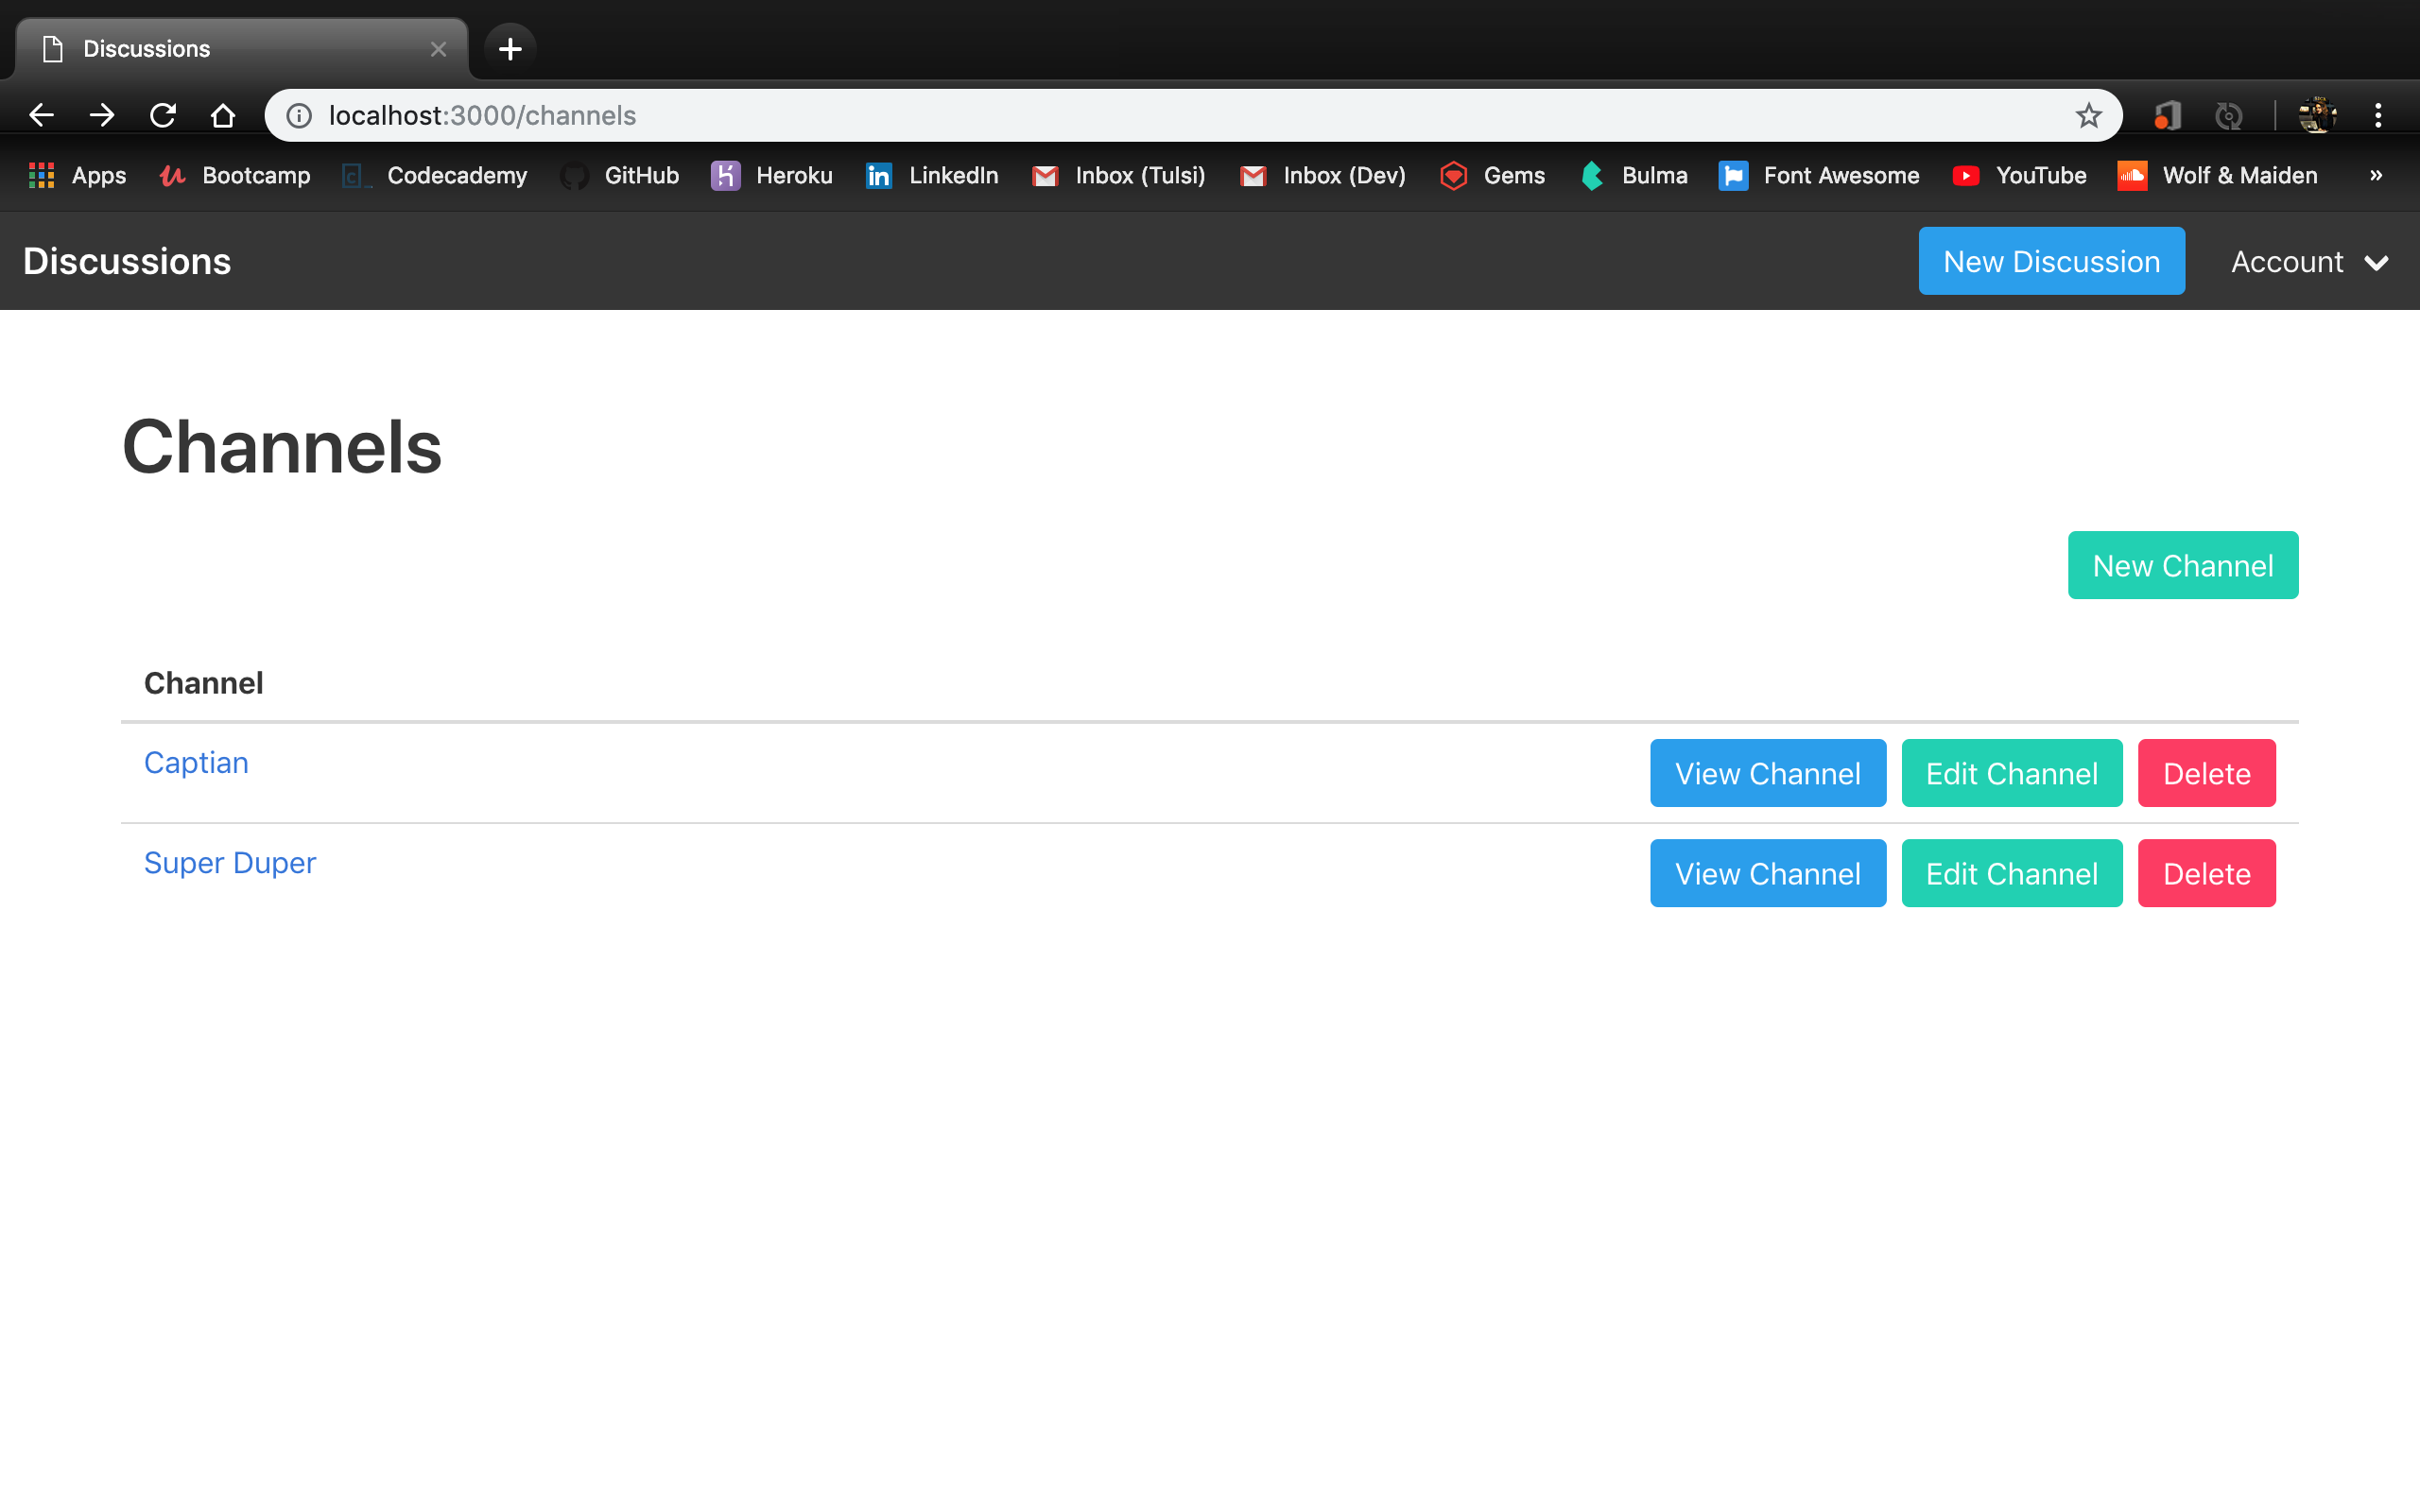 Discussions
localhost:3000/channels
Apps Bootcamp Codecademy GitHub Heroku LinkedIn Inbox (Tulsi) Inbox (Dev) Gems Bulma Font Awesome YouTube Wolf & Maiden »
Discussions New Discussion Account
Channels
New Channel
Channel
Captian View Channel Edit Channel Delete
Super Duper View Channel Edit Channel Delete